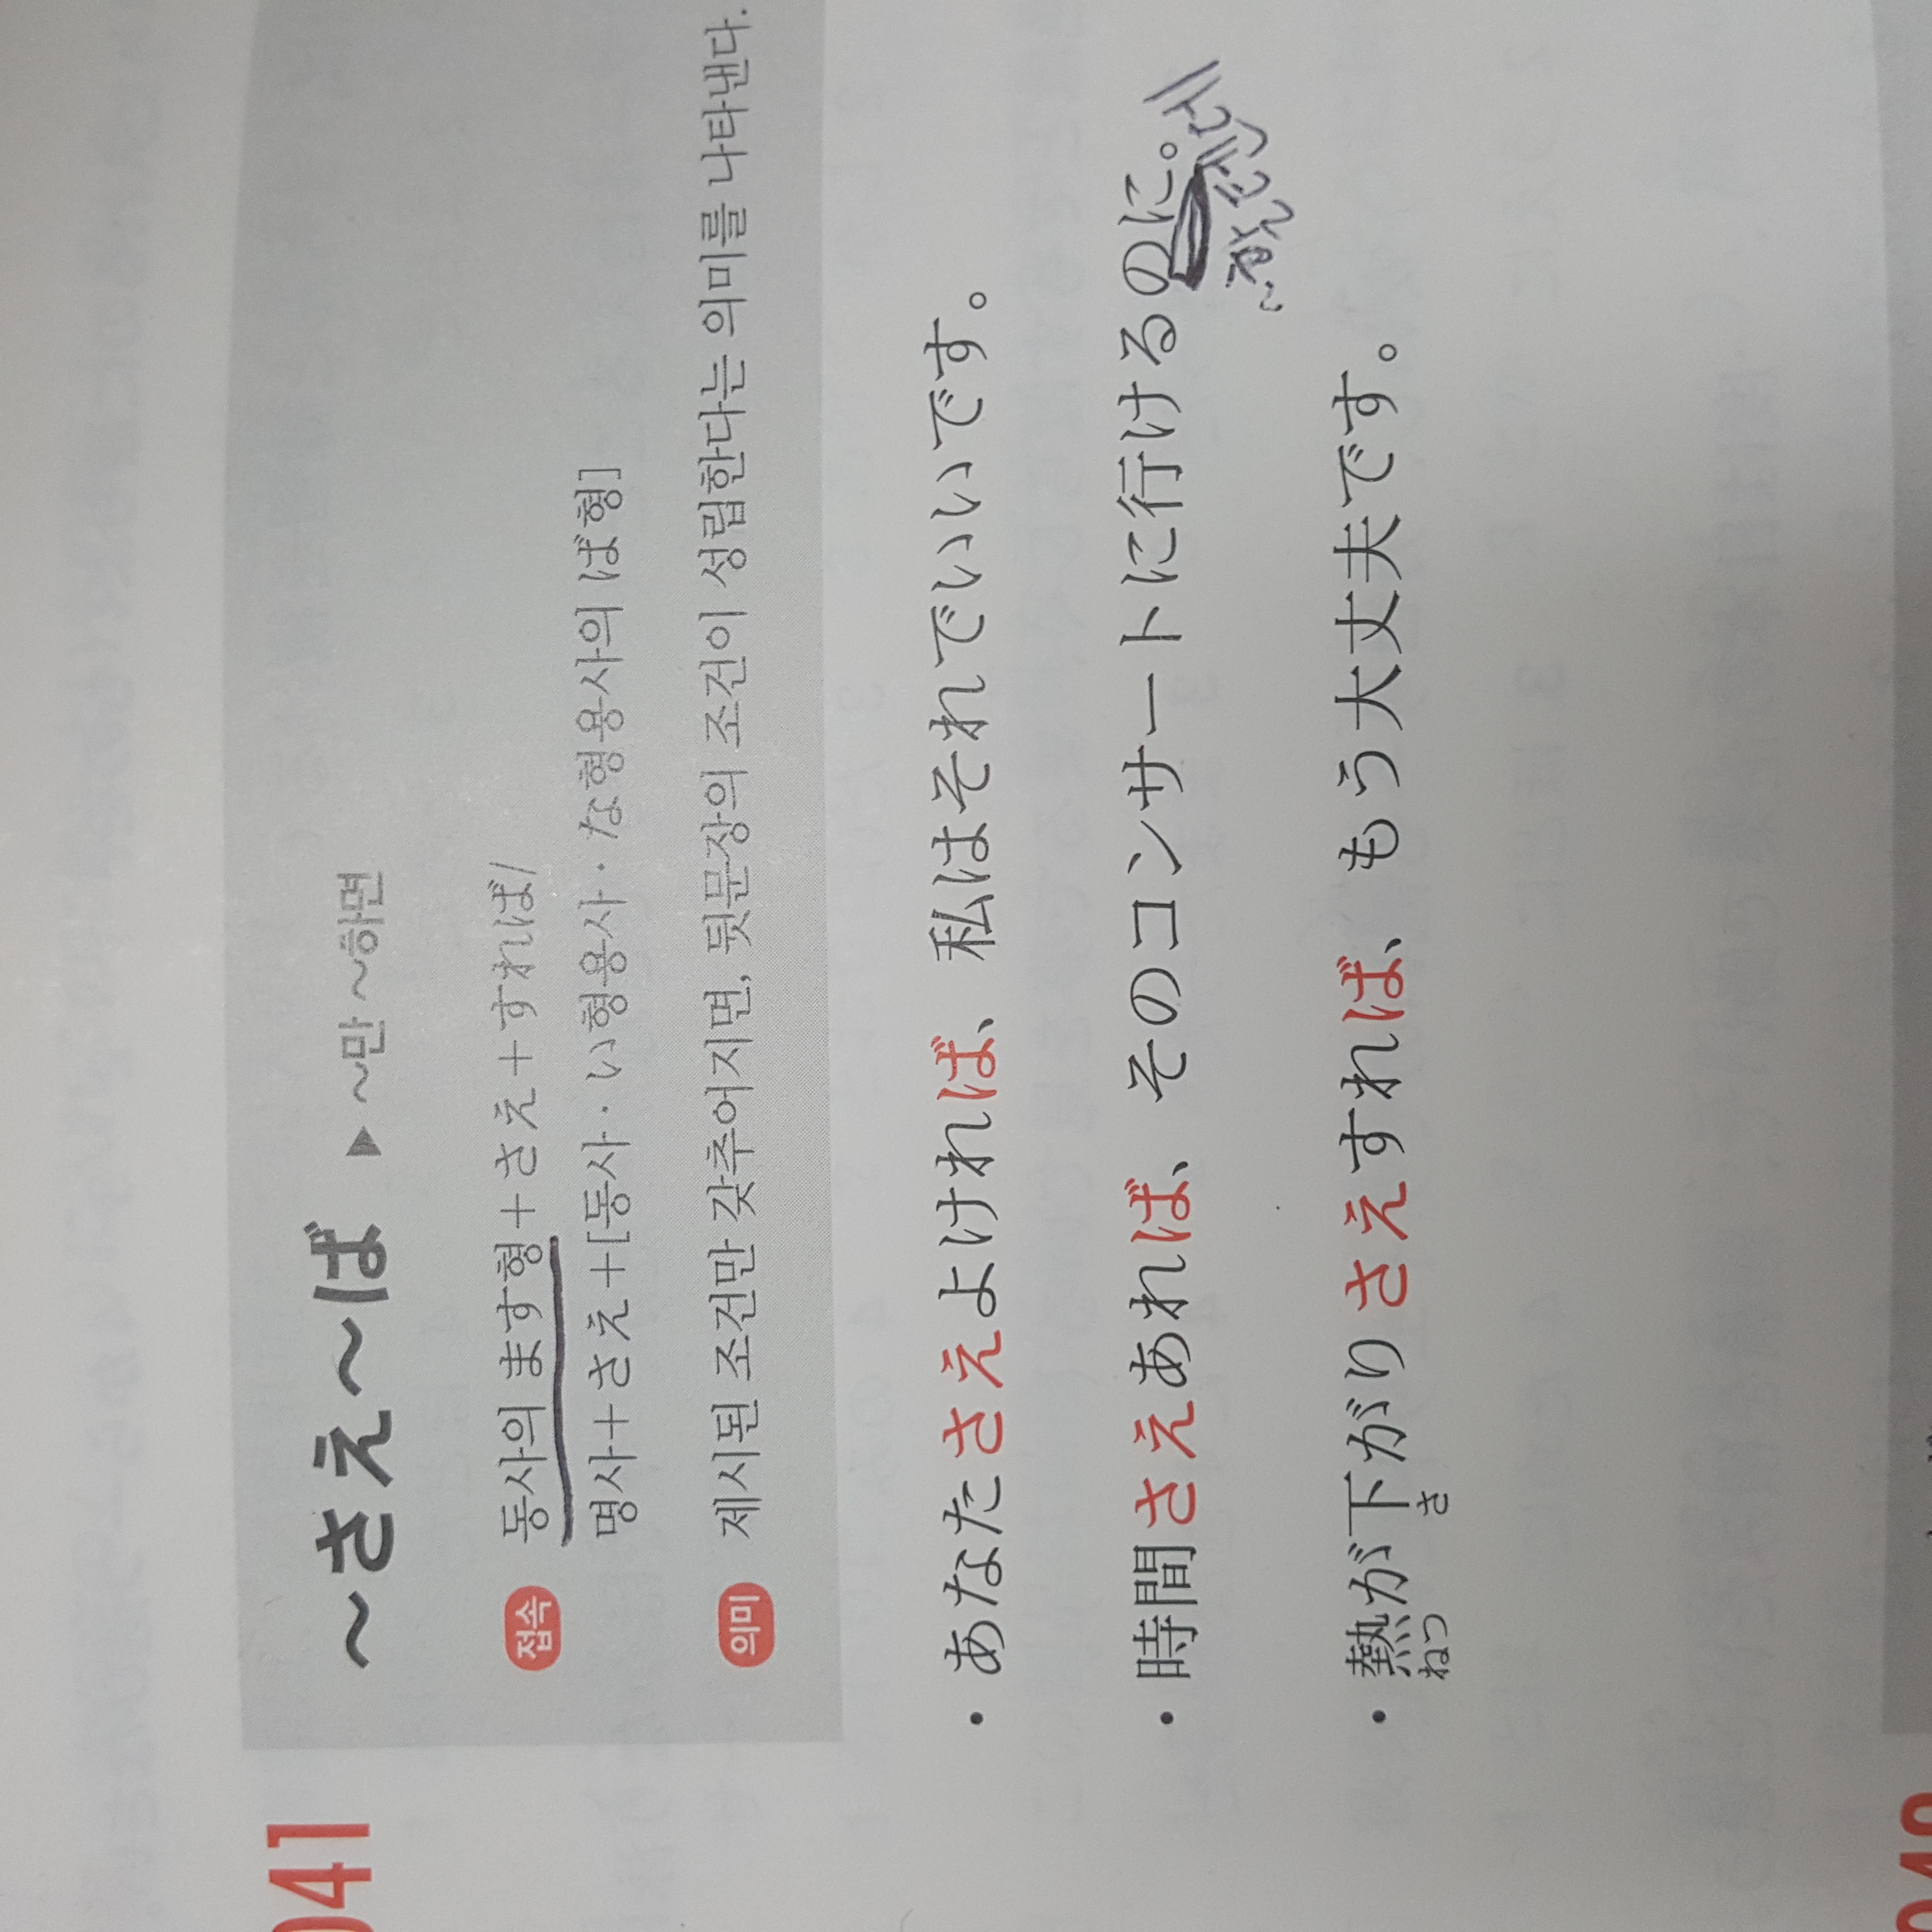 041
～さえ～ば ▶ ～만 ～하면
접속 동사의 ます형+さえ+すれば/
명사+さえ+[동사·い형용사·な형용사의 ば형]
의미 제시된 조건만 갖추어지면, 뒷문장의 조건이 성립한다는 의미를 나타낸다.
・あなたさえよければ、私はそれでいいです。
・時間さえあれば、そのコンサートに行けるのに。
~할텐데
・熱が下がりさえすれば、もう大丈夫です。
ねつ さ